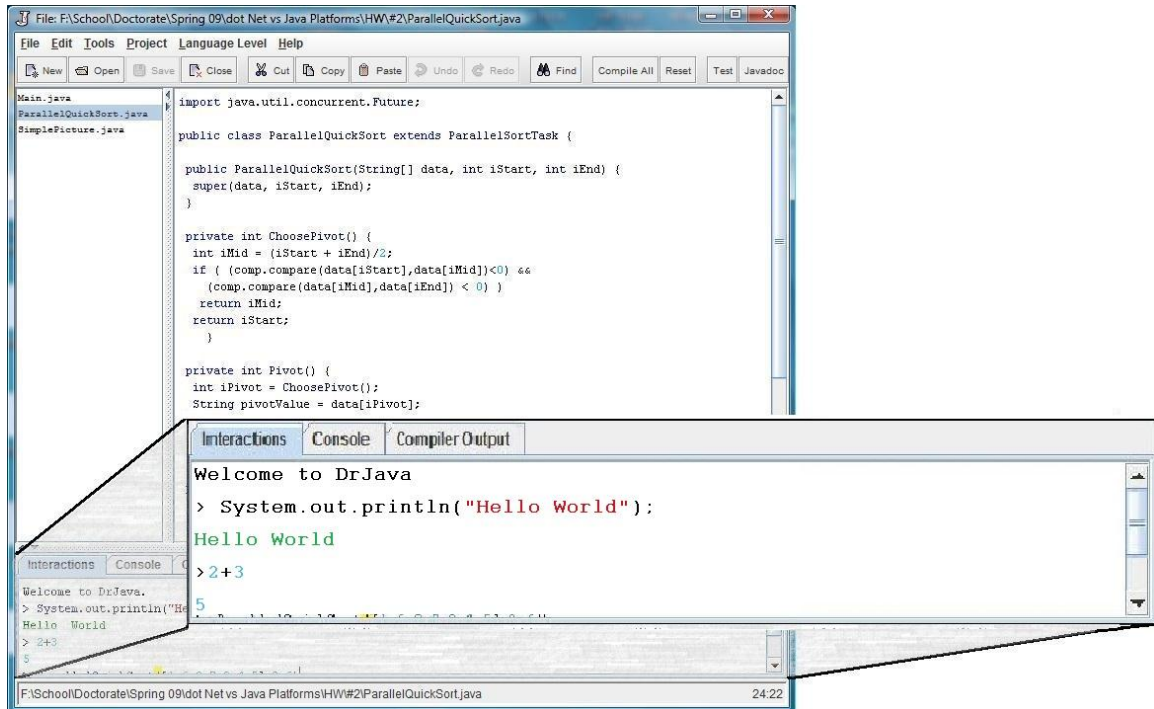 File: F:\School\Doctorate\Spring 09\dot Net vs Java Platforms\HW\#2\ParallelQuickSort.java
File Edit Tools Project Language Level Help
New Open Save Close Cut Copy Paste Undo Redo Find Compile All Reset Test Javadoc
Main.java
ParallelQuickSort.java
SimplePicture.java
import java.util.concurrent.Future;
public class ParallelQuickSort extends ParallelSortTask {
public ParallelQuickSort(String[] data, int iStart, int iEnd) {
super(data, iStart, iEnd);
}
private int ChoosePivot() {
int iMid = (iStart + iEnd)/2;
if ( (comp.compare(data[iStart],data[iMid])<0) &&
(comp.compare(data[iMid],data[iEnd]) < 0) )
return iMid;
return iStart;
}
private int Pivot() {
int iPivot = ChoosePivot();
String pivotValue = data[iPivot];
Interactions Console Compiler Output
Welcome to DrJava
> System.out.println("Hello World");
Hello World
>2+3
5
Interactions Console
Welcome to DrJava.
> System.out.println("He
Hello World
> 2+3
5
F:\School\Doctorate\Spring 09\dot Net vs Java Platforms\HW\#2\ParallelQuickSort.java 24:22